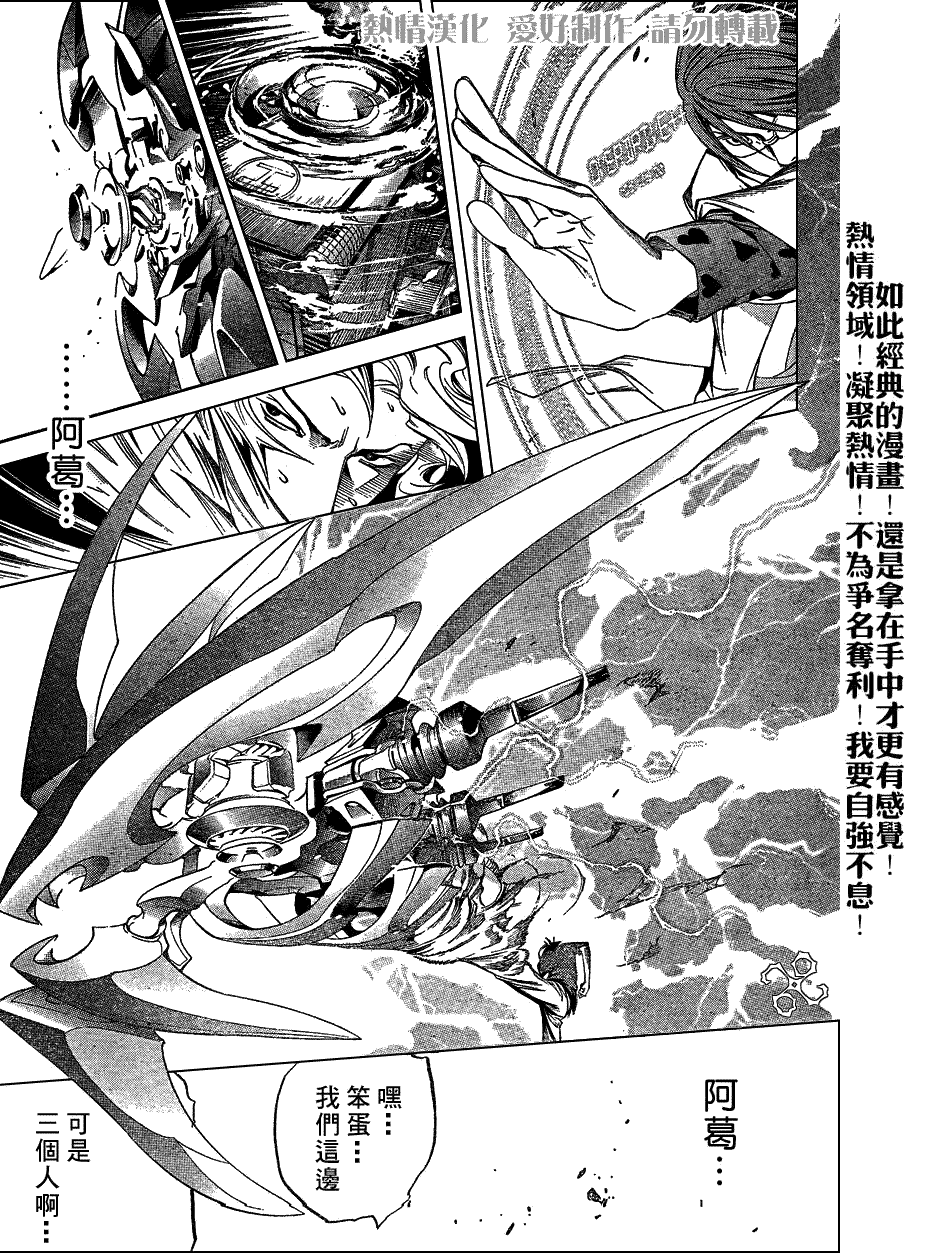 熱情漢化 愛好制作 請勿轉載
如此經典的漫畫！還是拿在手中才更有感覺！
熱情領域！凝聚熱情！不為爭名奪利！我要自強不息！
……阿葛…
阿葛…
嘿…
笨蛋…
我們這邊
可是
三個人啊…